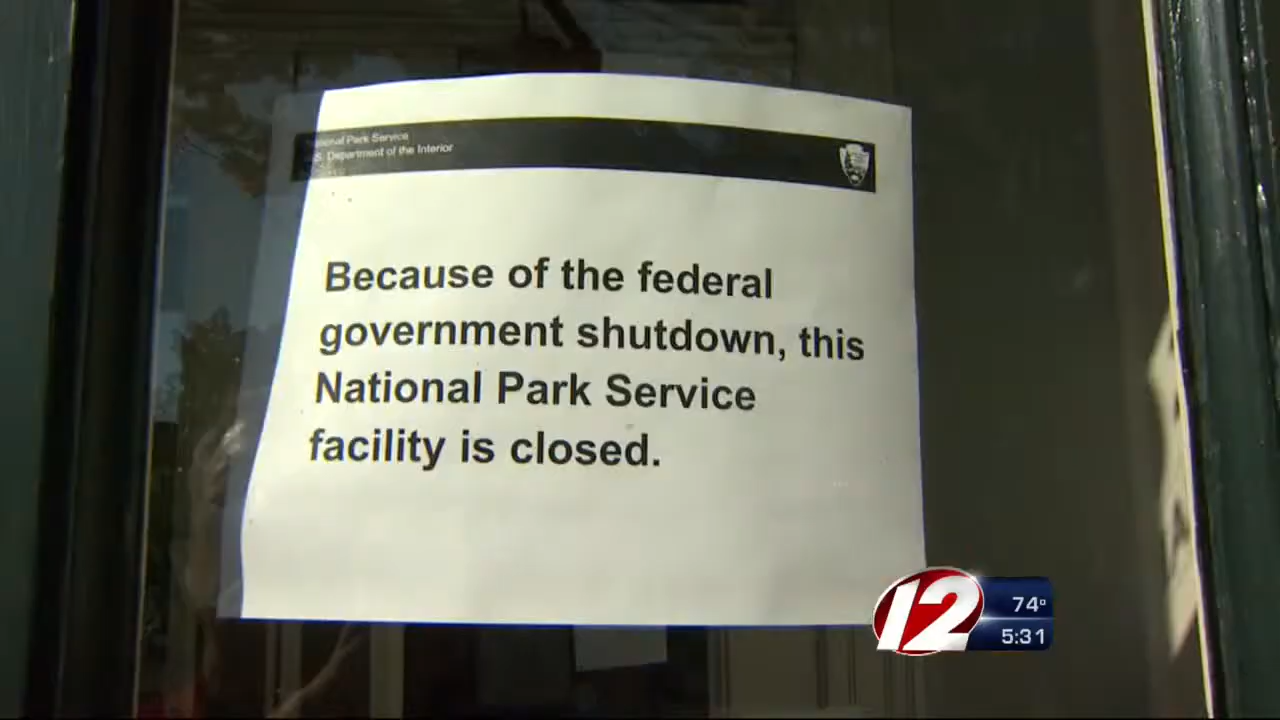 Park Service
Department of the Interior
Because of the federal
government shutdown, this
National Park Service
facility is closed.
12
74°
5:31